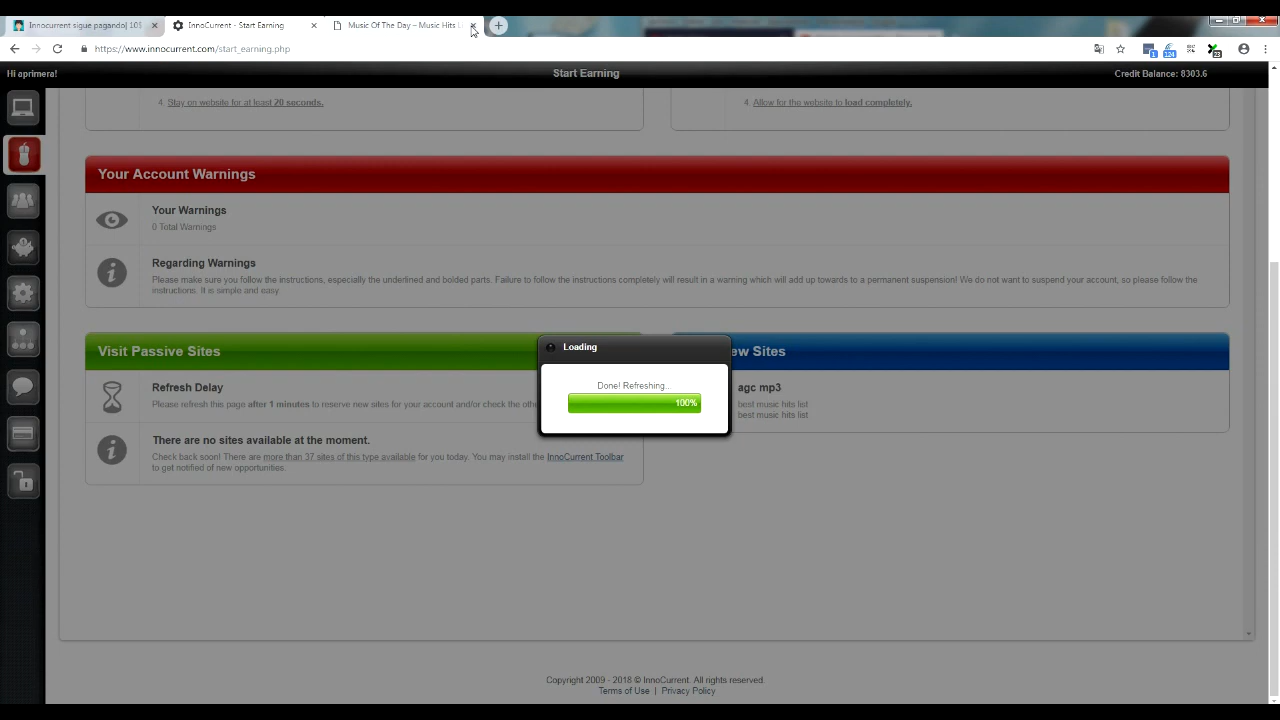 Innocurrent sigue pagando| 10$
InnoCurrent - Start Earning
Music Of The Day – Music Hits L
https://www.innocurrent.com/start_earning.php
1
124
23
Hi aprimera!
Start Earning
Credit Balance: 8303.6
4. Stay on website for at least 20 seconds.
4. Allow for the website to load completely.
Your Account Warnings
Your Warnings
0 Total Warnings
Regarding Warnings
Please make sure you follow the instructions, especially the underlined and bolded parts. Failure to follow the instructions completely will result in a warning which will add up towards to a permanent suspension! We do not want to suspend your account, so please follow the
instructions. It is simple and easy.
Visit Passive Sites
Refresh Delay
Please refresh this page after 1 minutes to reserve new sites for your account and/or check the othe
There are no sites available at the moment.
Check back soon! There are more than 37 sites of this type available for you today. You may install the InnoCurrent Toolbar
to get notified of new opportunities.
Loading
Done! Refreshing...
100%
ew Sites
agc mp3
best music hits list
best music hits list
Copyright 2009 - 2018 © InnoCurrent. All rights reserved.
Terms of Use | Privacy Policy